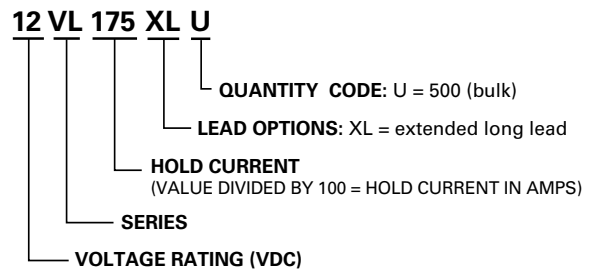 12 VL 175 XL U
QUANTITY CODE: U = 500 (bulk)
LEAD OPTIONS: XL = extended long lead
HOLD CURRENT
(VALUE DIVIDED BY 100 = HOLD CURRENT IN AMPS)
SERIES
VOLTAGE RATING (VDC)